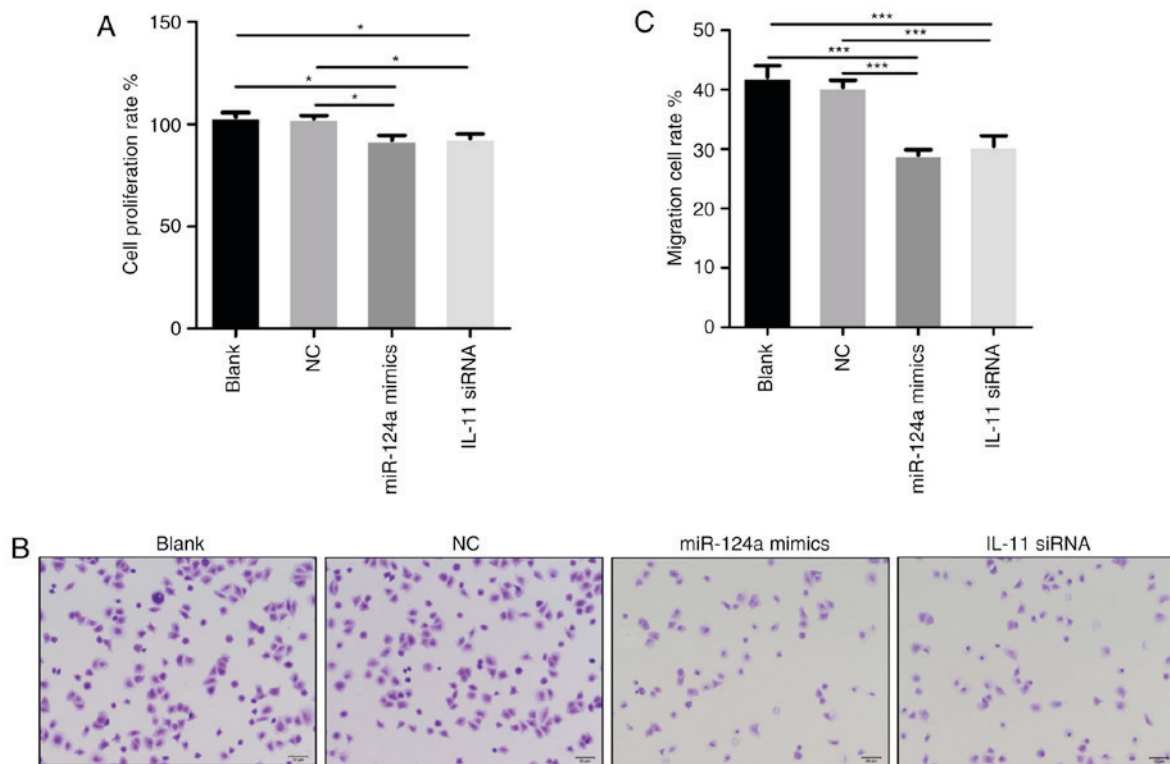 A
Cell proliferation rate %
150
100
50
0
*
*
*
*
Blank
NC
miR-124a mimics
IL-11 siRNA
C
Migration cell rate %
50
40
30
20
10
0
***
***
***
***
Blank
NC
miR-124a mimics
IL-11 siRNA
B
Blank
NC
miR-124a mimics
IL-11 siRNA